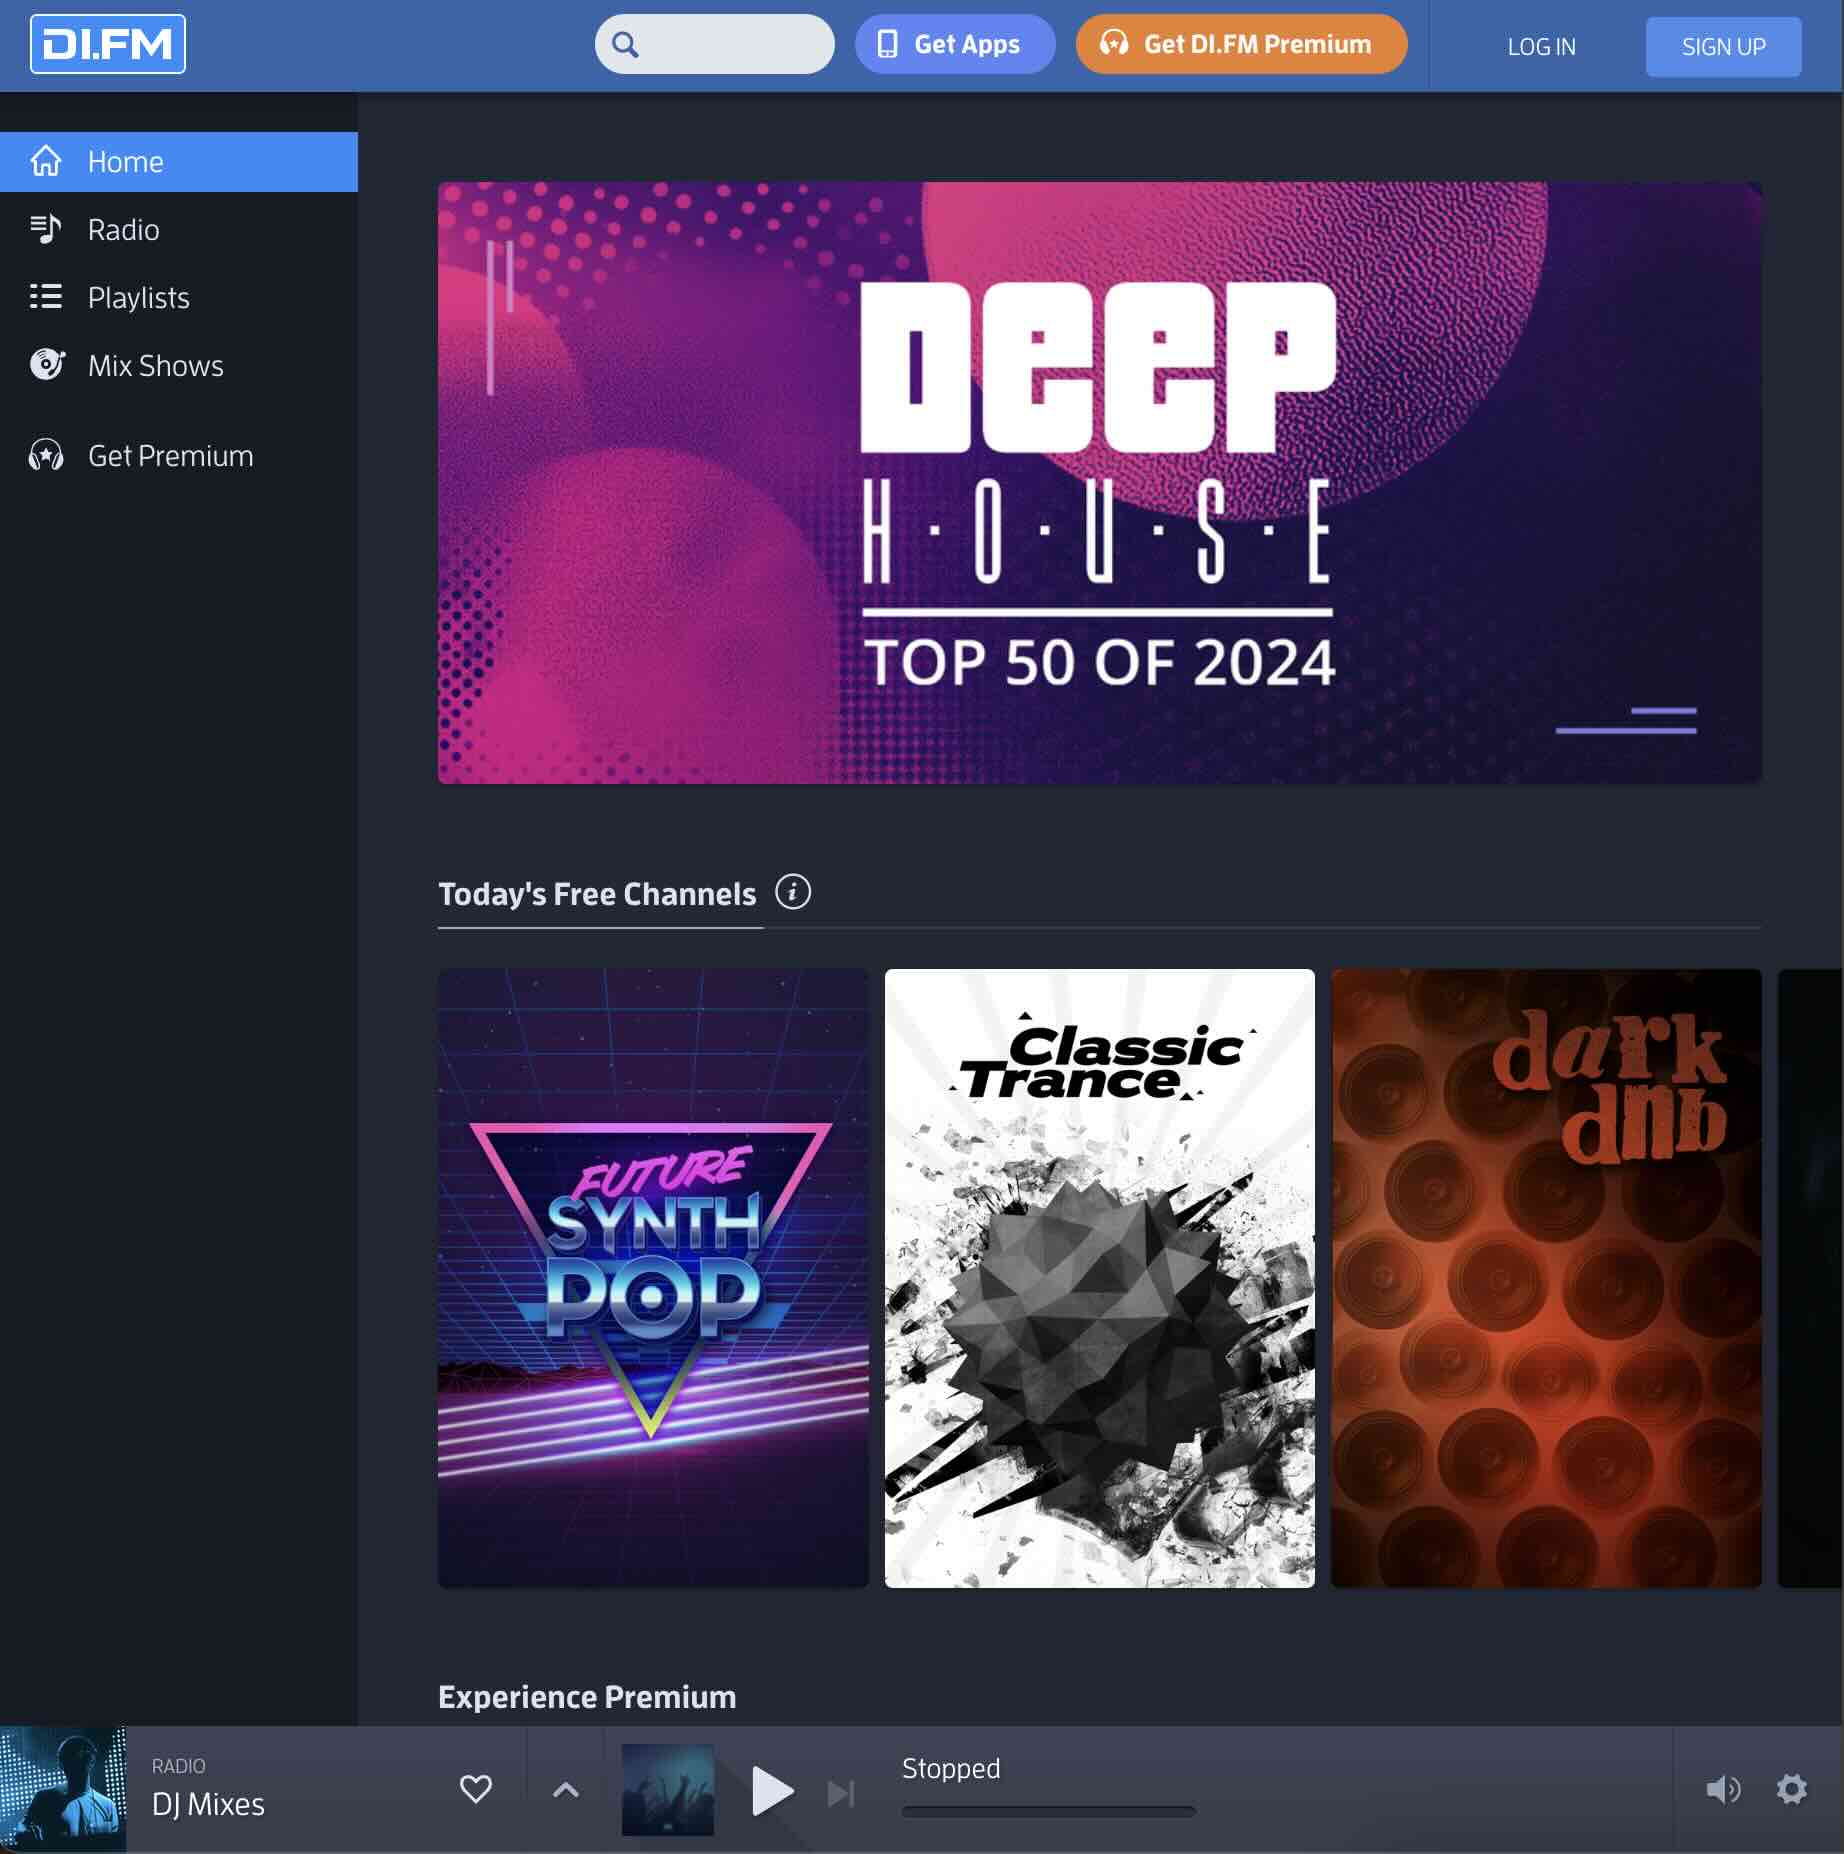 DI.FM
Get Apps
Get DI.FM Premium
LOG IN
SIGN UP
Home
Radio
Playlists
Mix Shows
Get Premium
DEEP
H·O·U·S·E
TOP 50 OF 2024
Today's Free Channels
FUTURE
SYNTH
POP
Classic
Trance
dark
dnb
Experience Premium
RADIO
DJ Mixes
Stopped